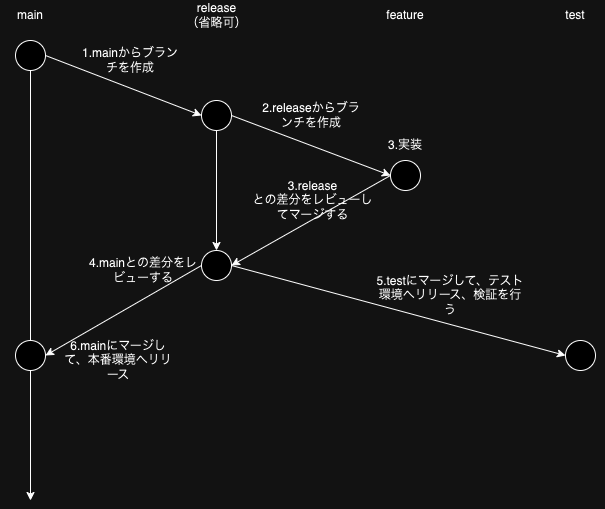 main
release
(省略可)
feature
test
1.mainからブラン
チを作成
2.releaseからブラ
ンチを作成
3.実装
3.release
との差分をレビューし
てマージする
4.mainとの差分をレ
ビューする
5.testにマージして、テスト
環境へリリース、検証を行
う
6.mainにマージし
て、本番環境へリリ
ース